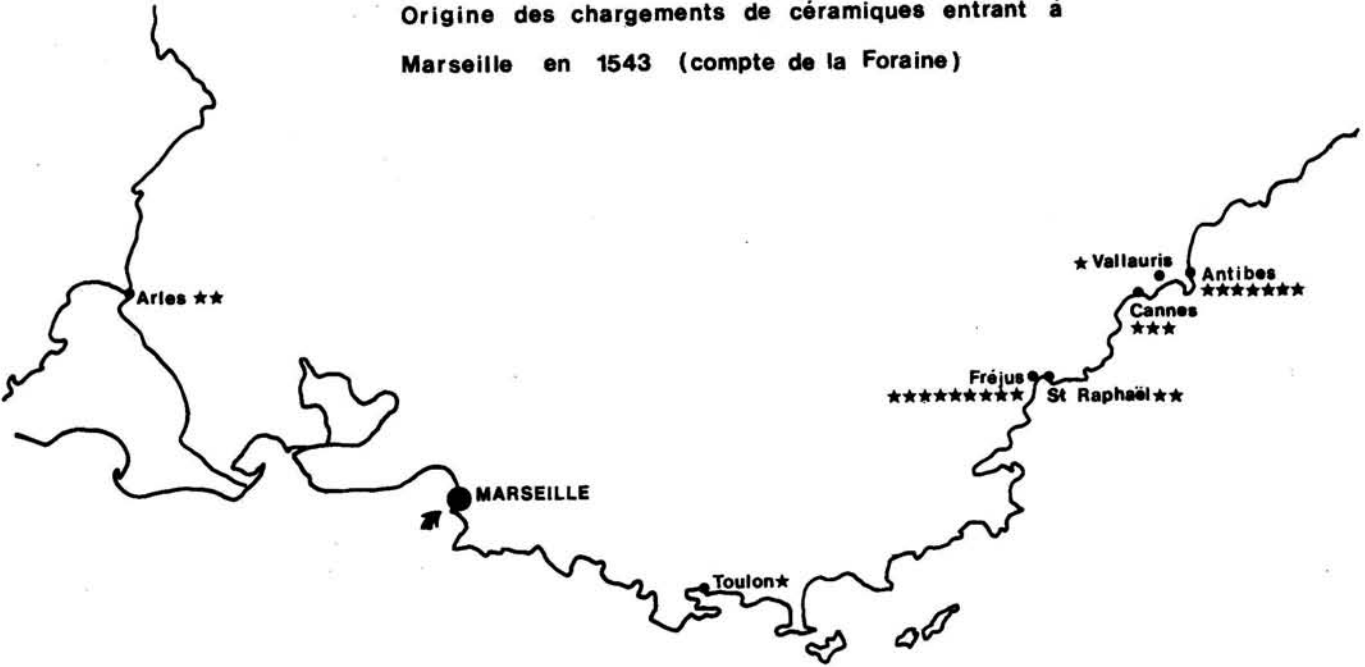 Origine des chargements de céramiques entrant à
Marseille en 1543 (compte de la Foraine)
★ Vallauris
Antibes
★★★★★★★
Arles ★★
Cannes
★★★
Fréjus
★★★★★★★★★
St Raphaël ★★
MARSEILLE
Toulon ★